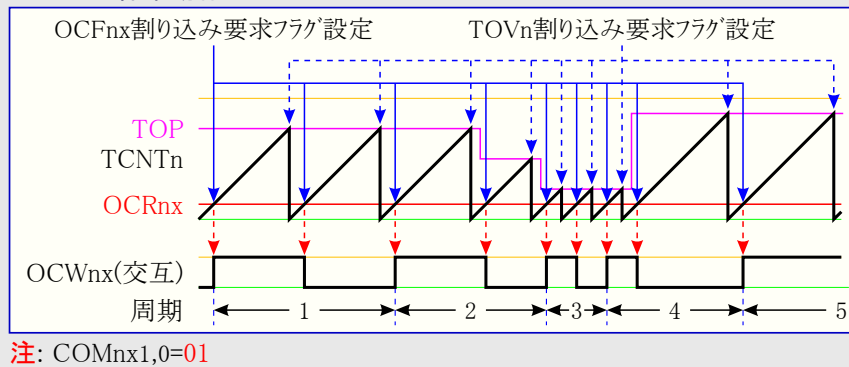 OCFnx割り込み要求フラグ設定
TOVn割り込み要求フラグ設定
TOP
TCNTn
OCRnx
OCWnx(交互)
周期 1 2 3 4 5
注: COMnx1,0=01